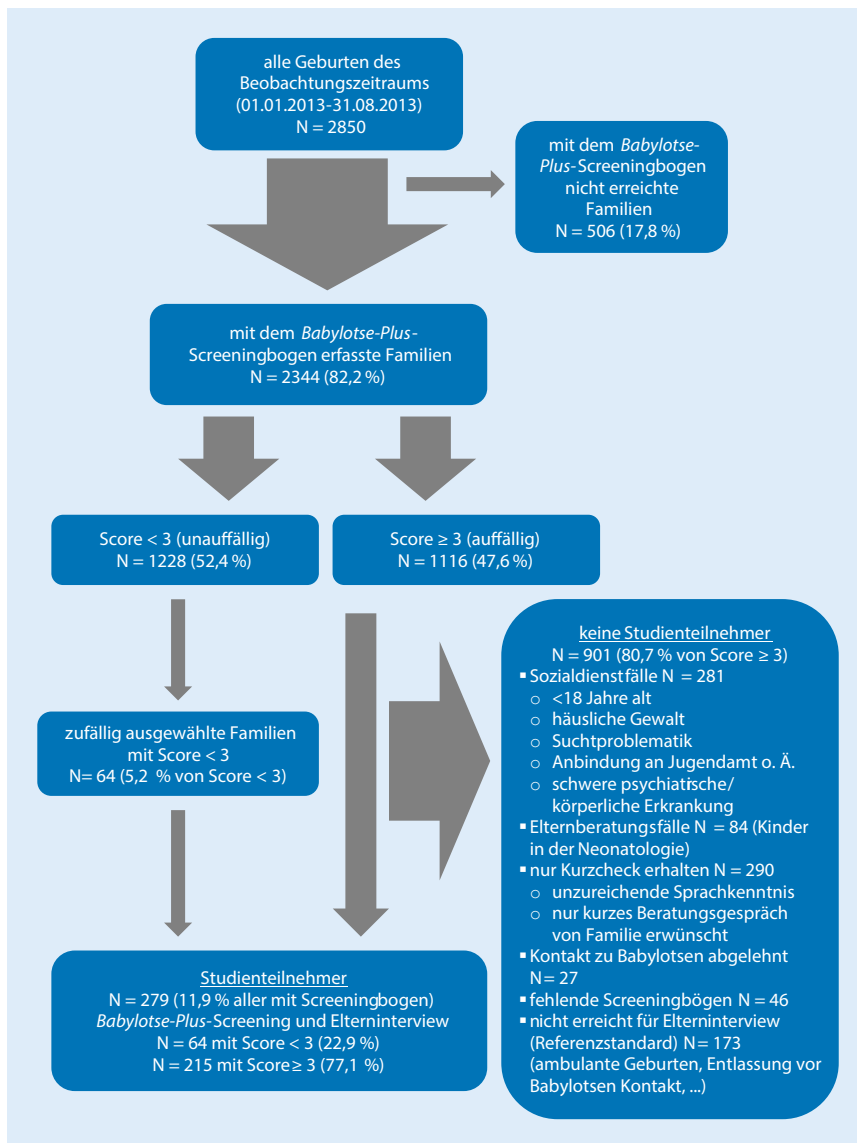 alle Geburten des
Beobachtungszeitraums
(01.01.2013-31.08.2013)
N = 2850
mit dem Babylotse-
Plus-Screeningbogen
nicht erreichte
Familien
N = 506 (17,8 %)
mit dem Babylotse-Plus-
Screeningbogen erfasste Familien
N = 2344 (82,2 %)
Score < 3 (unauffällig)
N = 1228 (52,4 %)
Score ≥ 3 (auffällig)
N = 1116 (47,6 %)
zufällig ausgewählte Familien
mit Score < 3
N= 64 (5,2 % von Score < 3)
keine Studienteilnehmer
N = 901 (80,7 % von Score ≥ 3)
▪ Sozialdienstfälle N = 281
○ <18 Jahre alt
○ häusliche Gewalt
○ Suchtproblematik
○ Anbindung an Jugendamt o. Ä.
○ schwere psychiatische/
körperliche Erkrankung
▪ Elternberatungsfälle N = 84 (Kinder
in der Neonatologie)
▪ nur Kurzcheck erhalten N = 290
○ unzureichende Sprachkenntnis
○ nur kurzes Beratungsgespräch
von Familie erwünscht
▪ Kontakt zu Babylotsen abgelehnt
N= 27
▪ fehlende Screeningbögen N = 46
▪ nicht erreicht für Elterninterview
(Referenzstandard) N= 173
(ambulante Geburten, Entlassung vor
Babylotsen Kontakt, ...)
Studienteilnehmer
N = 279 (11,9 % aller mit Screeningbogen)
Babylotse-Plus-Screening und Elterninterview
N = 64 mit Score < 3 (22,9 %)
N = 215 mit Score ≥ 3 (77,1 %)